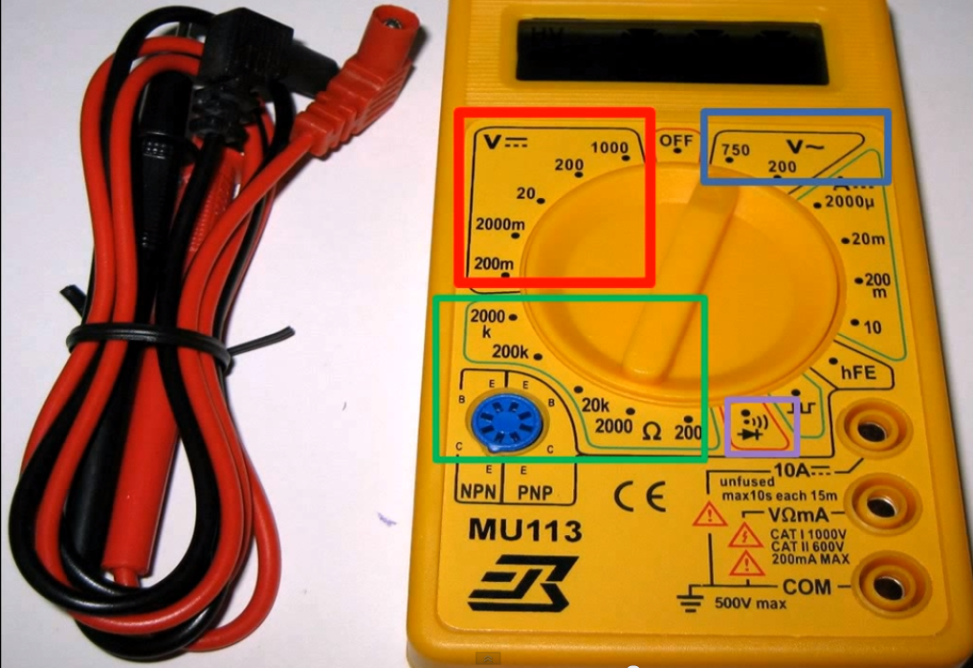 HV
V⎓
1000
200
20
2000m
200m
OFF
750
V~
200
A⎓
2000µ
20m
200
m
10
hFE
2000
k
200k
20k
2000
Ω
200
E
E
B
B
C
C
E
E
NPN
PNP
CE
MU113
10A⎓
unfused
max10s each 15m
VΩmA
CAT I 1000V
CAT II 600V
200mA MAX
COM
500V max